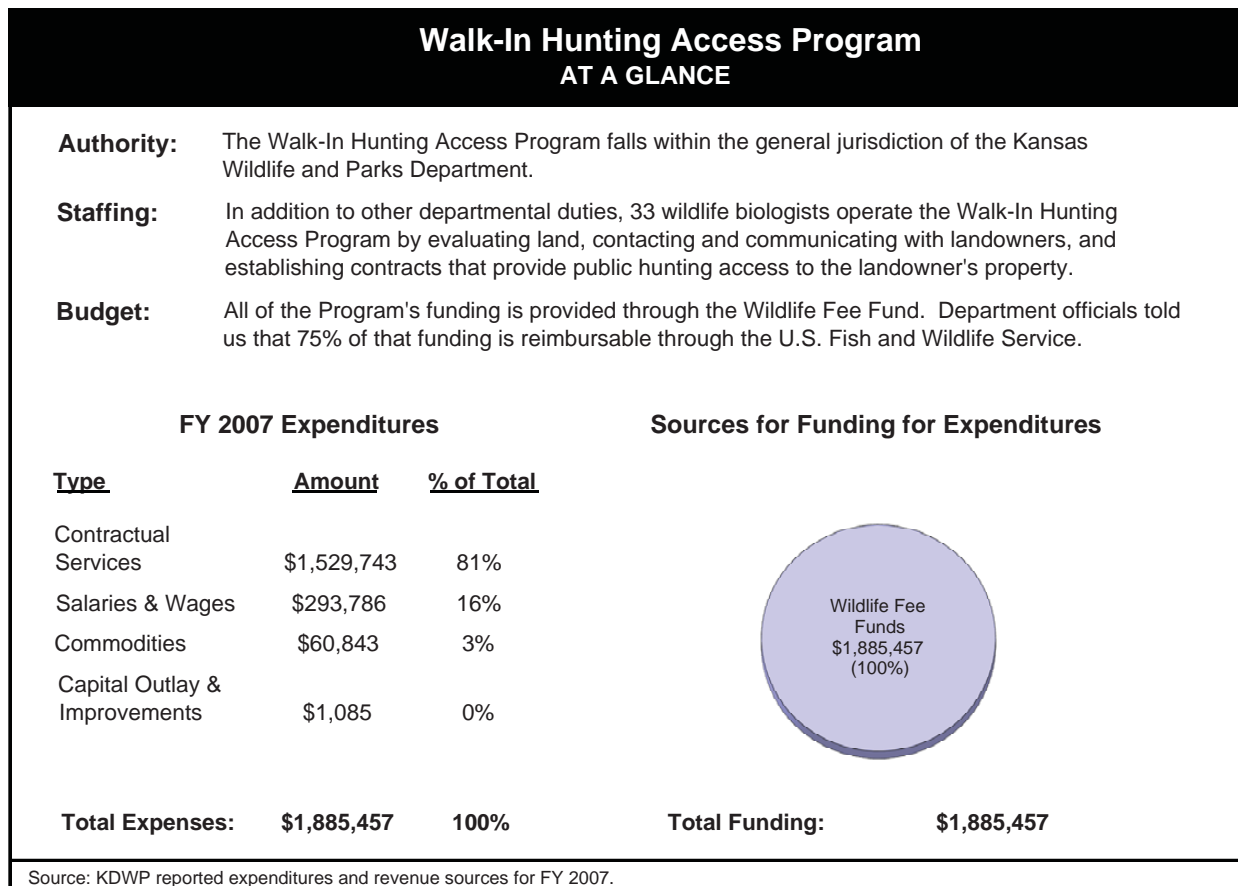 Walk-In Hunting Access Program
AT A GLANCE
Authority: The Walk-In Hunting Access Program falls within the general jurisdiction of the Kansas
Wildlife and Parks Department.
Staffing: In addition to other departmental duties, 33 wildlife biologists operate the Walk-In Hunting
Access Program by evaluating land, contacting and communicating with landowners, and
establishing contracts that provide public hunting access to the landowner's property.
Budget: All of the Program's funding is provided through the Wildlife Fee Fund. Department officials told
us that 75% of that funding is reimbursable through the U.S. Fish and Wildlife Service.
FY 2007 Expenditures
Type Amount % of Total
Contractual
Services $1,529,743 81%
Salaries & Wages $293,786 16%
Commodities $60,843 3%
Capital Outlay &
Improvements $1,085 0%
Total Expenses: $1,885,457 100%
Sources for Funding for Expenditures
Wildlife Fee
Funds
$1,885,457
(100%)
Total Funding: $1,885,457
Source: KDWP reported expenditures and revenue sources for FY 2007.